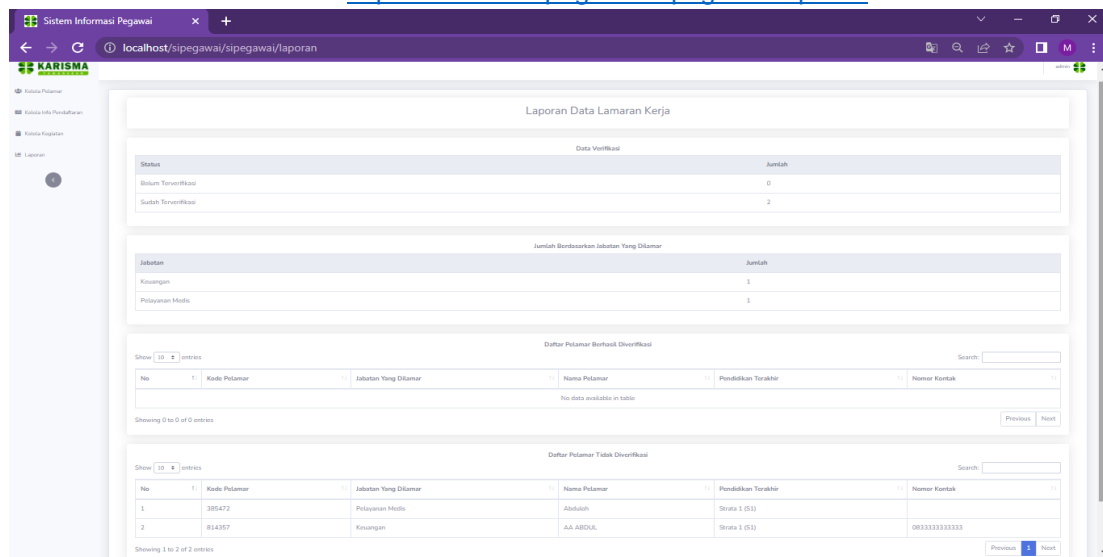 Sistem Informasi Pegawai
localhost/sipegawai/sipegawai/laporan
M
KARISMA
admin
Kelola Pelamar
Kelola Info Pendaftaran
Kelola Kegiatan
Laporan
Laporan Data Lamaran Kerja
Data Verifikasi
Status Jumlah
Belum Terverifikasi 0
Sudah Terverifikasi 2
Jumlah Berdasarkan Jabatan Yang Dilamar
Jabatan Jumlah
Keuangan 1
Pelayanan Medis 1
Daftar Pelamar Berhasil Diverifikasi
Show 10 entries Search:
No Kode Pelamar Jabatan Yang Dilamar Nama Pelamar Pendidikan Terakhir Nomor Kontak
No data available in table
Showing 0 to 0 of 0 entries Previous Next
Daftar Pelamar Tidak Diverifikasi
Show 10 entries Search:
No Kode Pelamar Jabatan Yang Dilamar Nama Pelamar Pendidikan Terakhir Nomor Kontak
1 385472 Pelayanan Medis Abduloh Strata 1 (S1)
2 814357 Keuangan AA ABDUL Strata 1 (S1) 0833333333333
Showing 1 to 2 of 2 entries Previous 1 Next